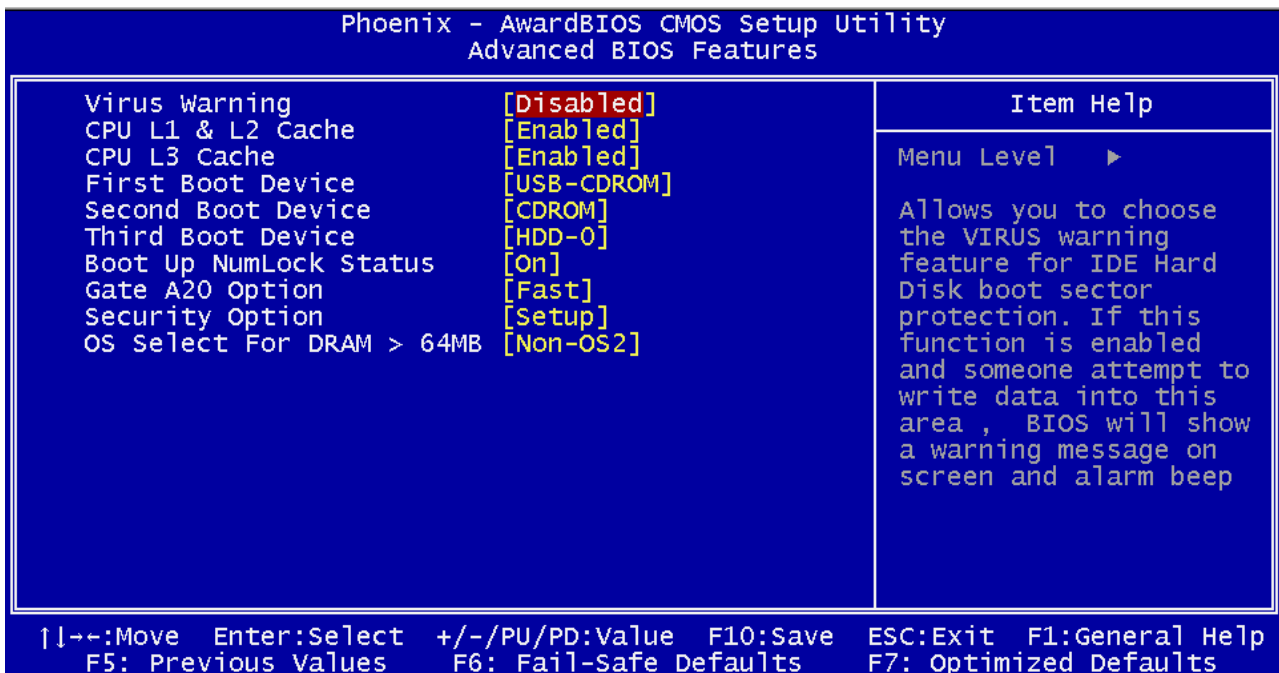 Phoenix - AwardBIOS CMOS Setup Utility
Advanced BIOS Features
Virus Warning [Disabled]
CPU L1 & L2 Cache [Enabled]
CPU L3 Cache [Enabled]
First Boot Device [USB-CDROM]
Second Boot Device [CDROM]
Third Boot Device [HDD-0]
Boot Up NumLock Status [On]
Gate A20 Option [Fast]
Security Option [Setup]
OS Select For DRAM > 64MB [Non-OS2]
Item Help
Menu Level ▶
Allows you to choose
the VIRUS warning
feature for IDE Hard
Disk boot sector
protection. If this
function is enabled
and someone attempt to
write data into this
area , BIOS will show
a warning message on
screen and alarm beep
↑↓→←:Move Enter:Select +/-/PU/PD:Value F10:Save ESC:Exit F1:General Help
F5: Previous Values F6: Fail-Safe Defaults F7: Optimized Defaults